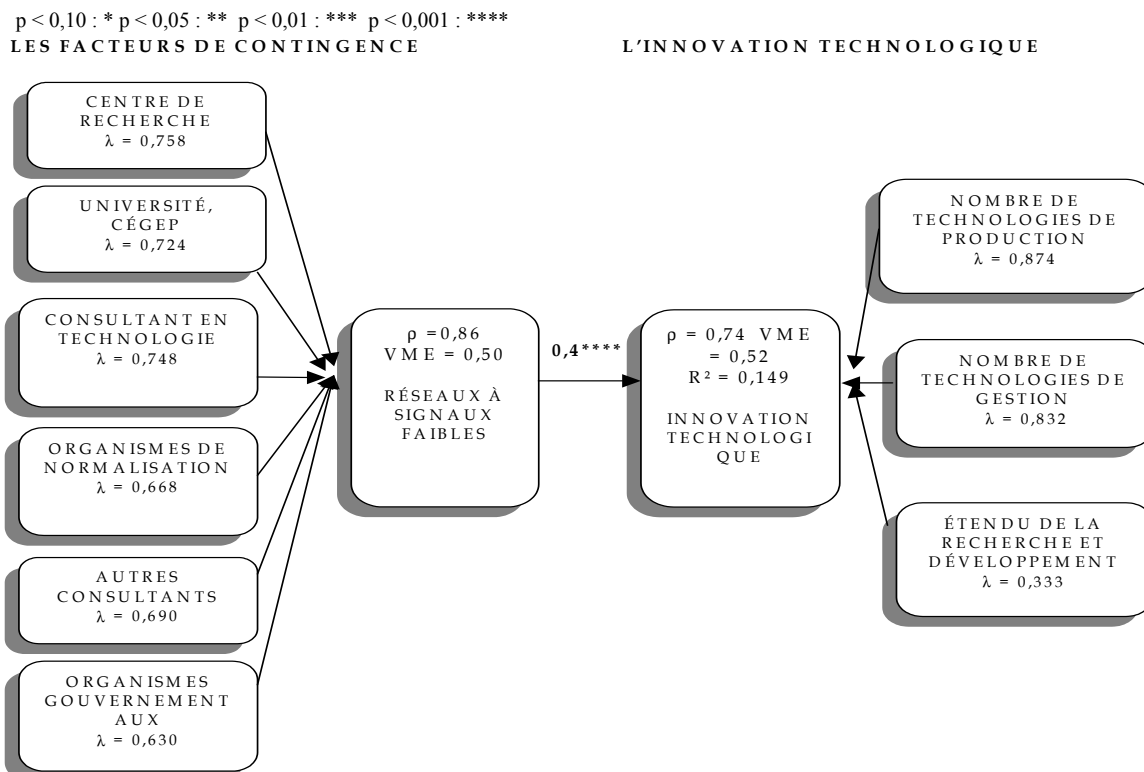 p < 0,10 : * p < 0,05 : ** p < 0,01 : *** p < 0,001 : ****
LES FACTEURS DE CONTINGENCE
L'INNOVATION TECHNOLOGIQUE
CENTRE DE
RECHERCHE
λ = 0,758
UNIVERSITÉ,
CÉGEP
λ = 0,724
CONSULTANT EN
TECHNOLOGIE
λ = 0,748
ORGANISMES DE
NORMALISATION
λ = 0,668
AUTRES
CONSULTANTS
λ = 0,690
ORGANISMES
GOUVERNEMENT
AUX
λ = 0,630
ρ =0,86
VME = 0,50
RÉSEAUX À
SIGNAUX
FAIBLES
0,4****
ρ = 0,74 VME
= 0,52
R² = 0,149
INNOVATION
TECHNOLOGI
QUE
NOMBRE DE
TECHNOLOGIES DE
PRODUCTION
λ = 0,874
NOMBRE DE
TECHNOLOGIES DE
GESTION
λ = 0,832
ÉTENDU DE LA
RECHERCHE ET
DÉVELOPPEMENT
λ = 0,333